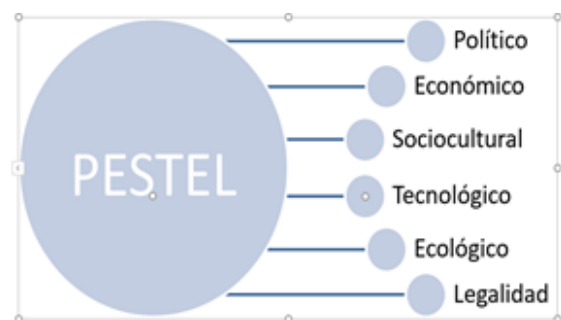 PESTEL
Político
Económico
Sociocultural
Tecnológico
Ecológico
Legalidad